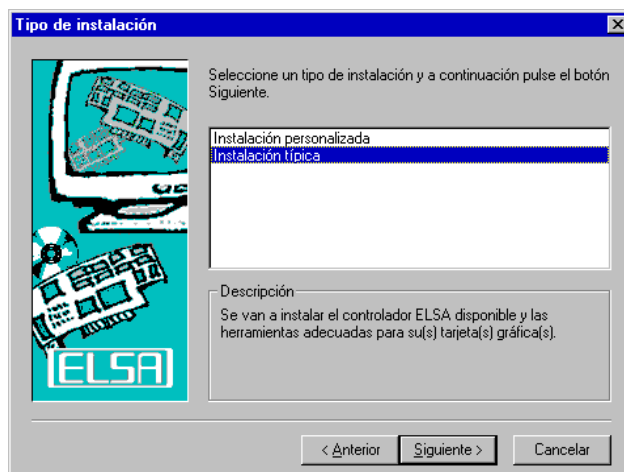 Tipo de instalación
Seleccione un tipo de instalación y a continuación pulse el botón
Siguiente.
Instalación personalizada
Instalación típica
Descripción
Se van a instalar el controlador ELSA disponible y las
herramientas adecuadas para su(s) tarjeta(s) gráfica(s).
ELSA
< Anterior
Siguiente >
Cancelar